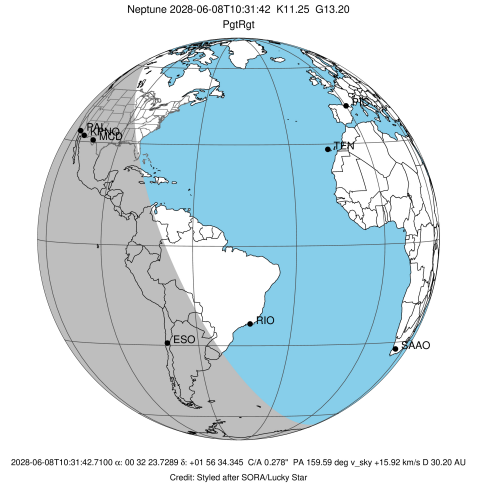 Neptune 2028-06-08T10:31:42 K11.25 G13.20
PgtRgt
PAL
KPNO
MCD
PIC
TEN
RIO
ESO
SAAO
2028-06-08T10:31:42.7100 α: 00 32 23.7289 δ: +01 56 34.345 C/A 0.278" PA 159.59 deg v_sky +15.92 km/s D 30.20 AU
Credit: Styled after SORA/Lucky Star